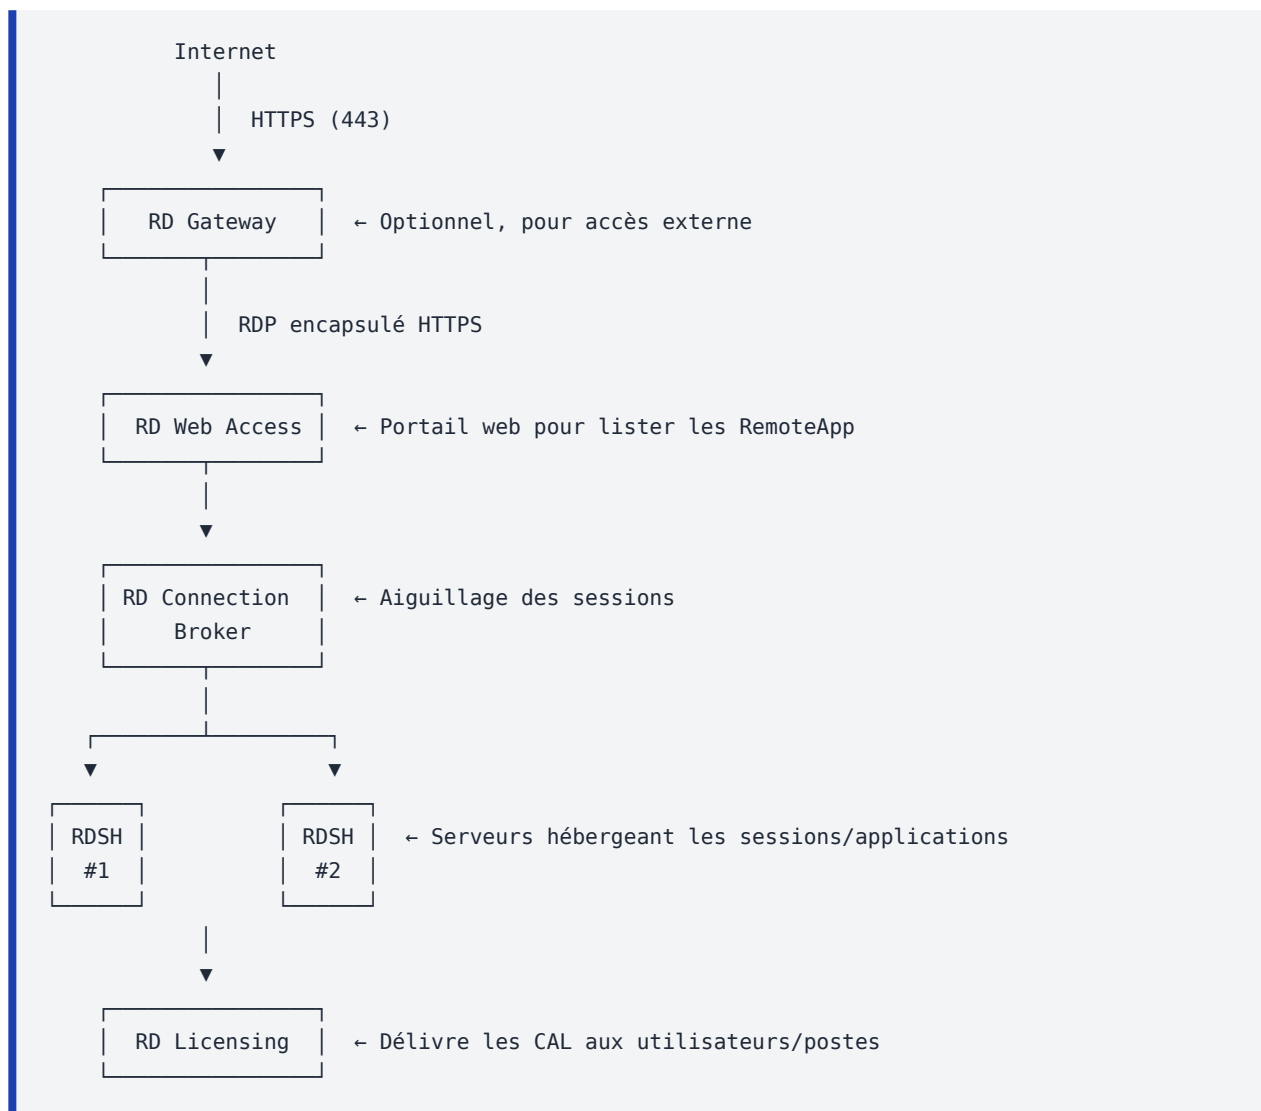 Internet
HTTPS (443)
▼
RD Gateway ← Optionnel, pour accès externe
RDP encapsulé HTTPS
▼
RD Web Access ← Portail web pour lister les RemoteApp
▼
RD Connection ← Aiguillage des sessions
Broker
▼ ▼
RDSH RDSH ← Serveurs hébergeant les sessions/applications
#1 #2
▼
RD Licensing ← Délivre les CAL aux utilisateurs/postes